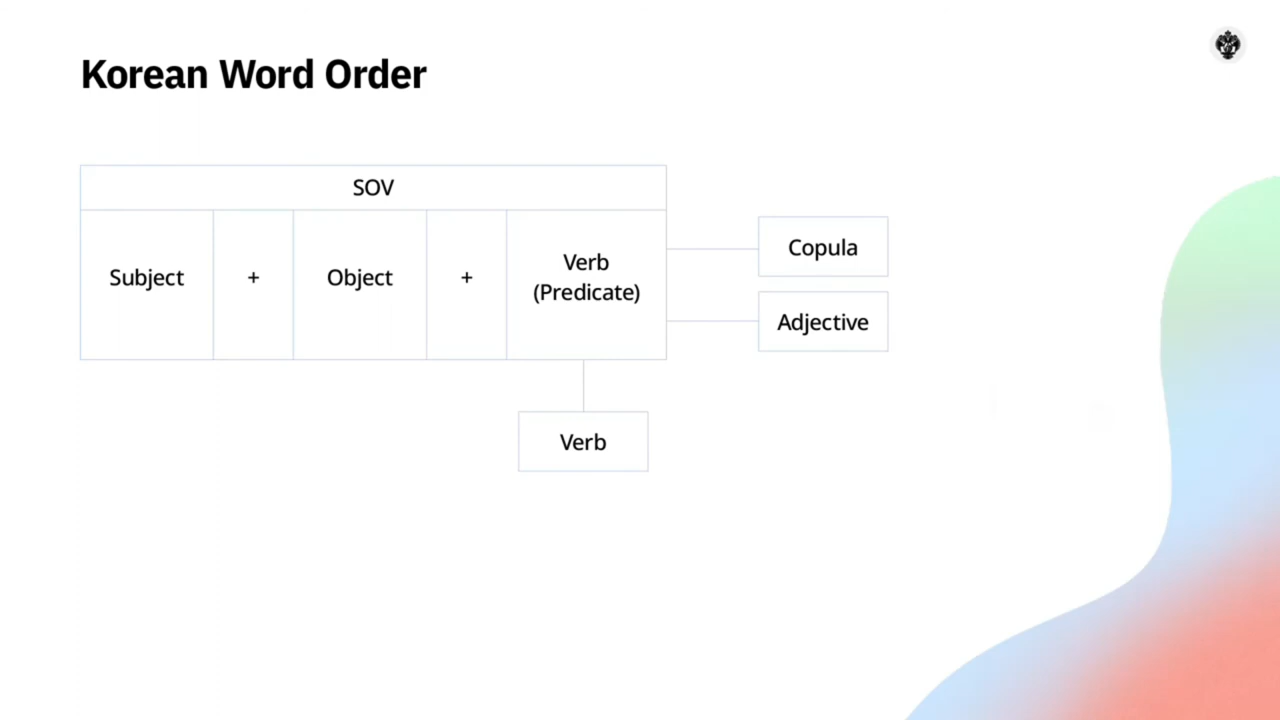 Korean Word Order
SOV
Subject
+
Object
+
Verb
(Predicate)
Copula
Adjective
Verb